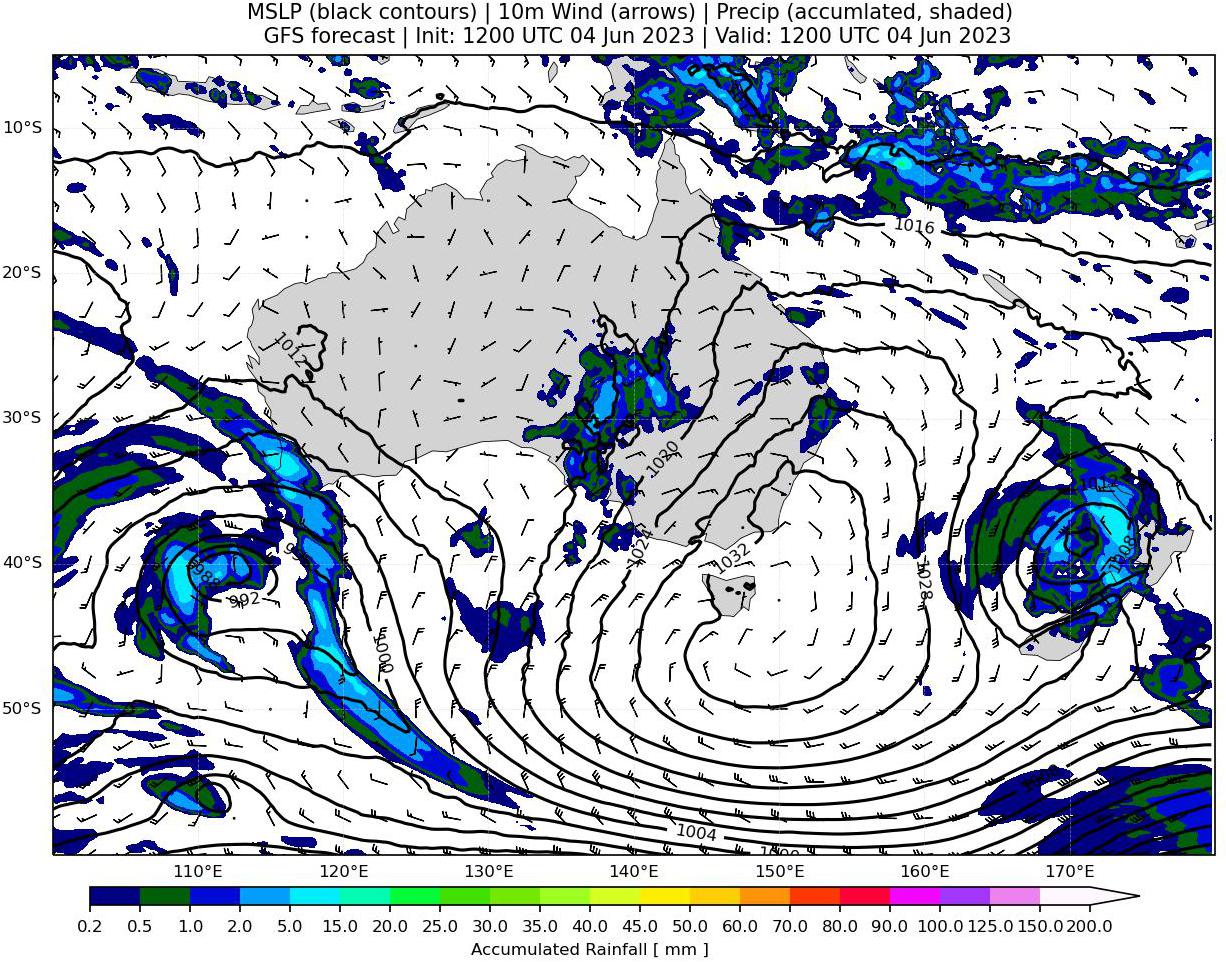 MSLP (black contours) | 10m Wind (arrows) | Precip (accumlated, shaded)
GFS forecast | Init: 1200 UTC 04 Jun 2023 | Valid: 1200 UTC 04 Jun 2023
10°S
1016
20°S
1012
30°S
1020
1012
1024
1032
1008
40°S
988
1028
992
1000
50°S
1004
110°E 120°E 130°E 140°E 150°E 160°E 170°E
0.2 0.5 1.0 2.0 5.0 15.0 20.0 25.0 30.0 35.0 40.0 45.0 50.0 60.0 70.0 80.0 90.0 100.0 125.0 150.0 200.0
Accumulated Rainfall [ mm ]